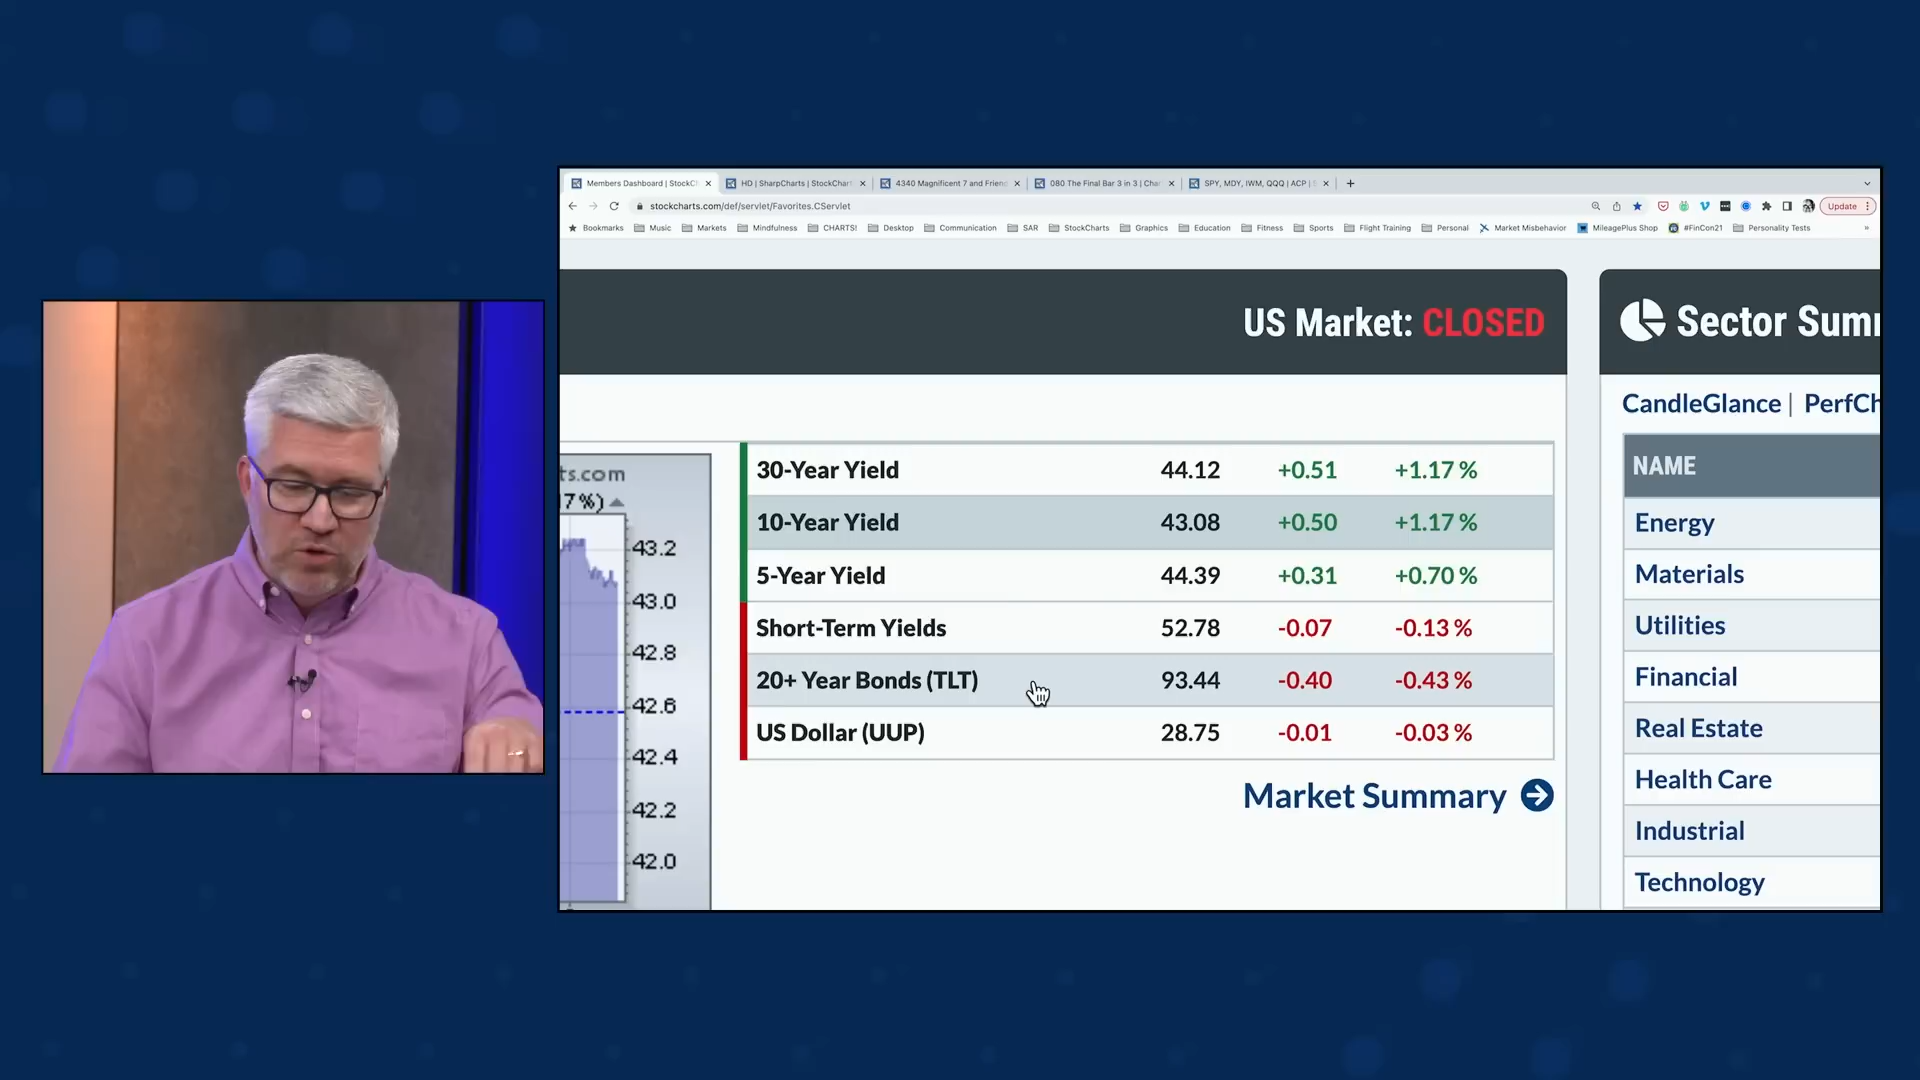 Members Dashboard | StockCh
HD | SharpCharts | StockChart
4340 Magnificent 7 and Friend
080 The Final Bar 3 in 3 | Char
SPY, MDY, IWM, QQQ | ACP | S
stockcharts.com/def/servlet/Favorites.CServlet
Update
Bookmarks Music Markets Mindfulness CHARTS! Desktop Communication SAR StockCharts Graphics Education Fitness Sports Flight Training Personal Market Misbehavior MileagePlus Shop #FinCon21 Personality Tests »
US Market: CLOSED
ts.com
17%)
43.2
43.0
42.8
42.6
42.4
42.2
42.0
30-Year Yield 44.12 +0.51 +1.17 %
10-Year Yield 43.08 +0.50 +1.17 %
5-Year Yield 44.39 +0.31 +0.70 %
Short-Term Yields 52.78 -0.07 -0.13 %
20+ Year Bonds (TLT) 93.44 -0.40 -0.43 %
US Dollar (UUP) 28.75 -0.01 -0.03 %
Market Summary
Sector Sum
CandleGlance | PerfCh
NAME
Energy
Materials
Utilities
Financial
Real Estate
Health Care
Industrial
Technology